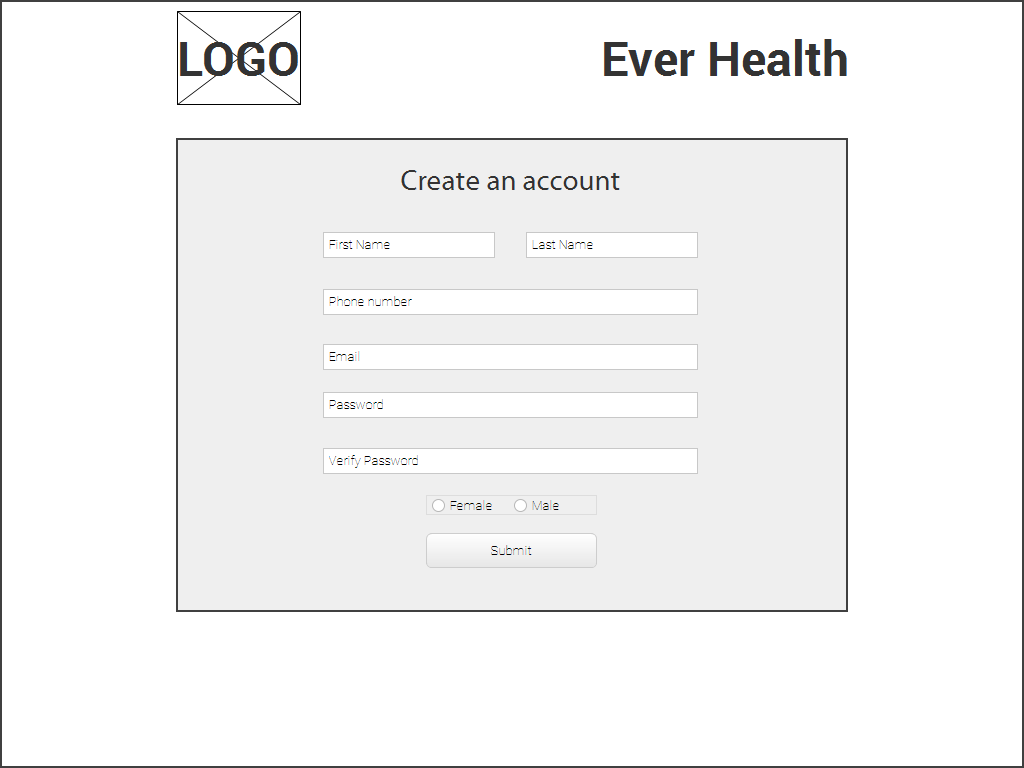 LOGO
Ever Health
Create an account
First Name
Last Name
Phone number
Email
Password
Verify Password
Female
Male
Submit